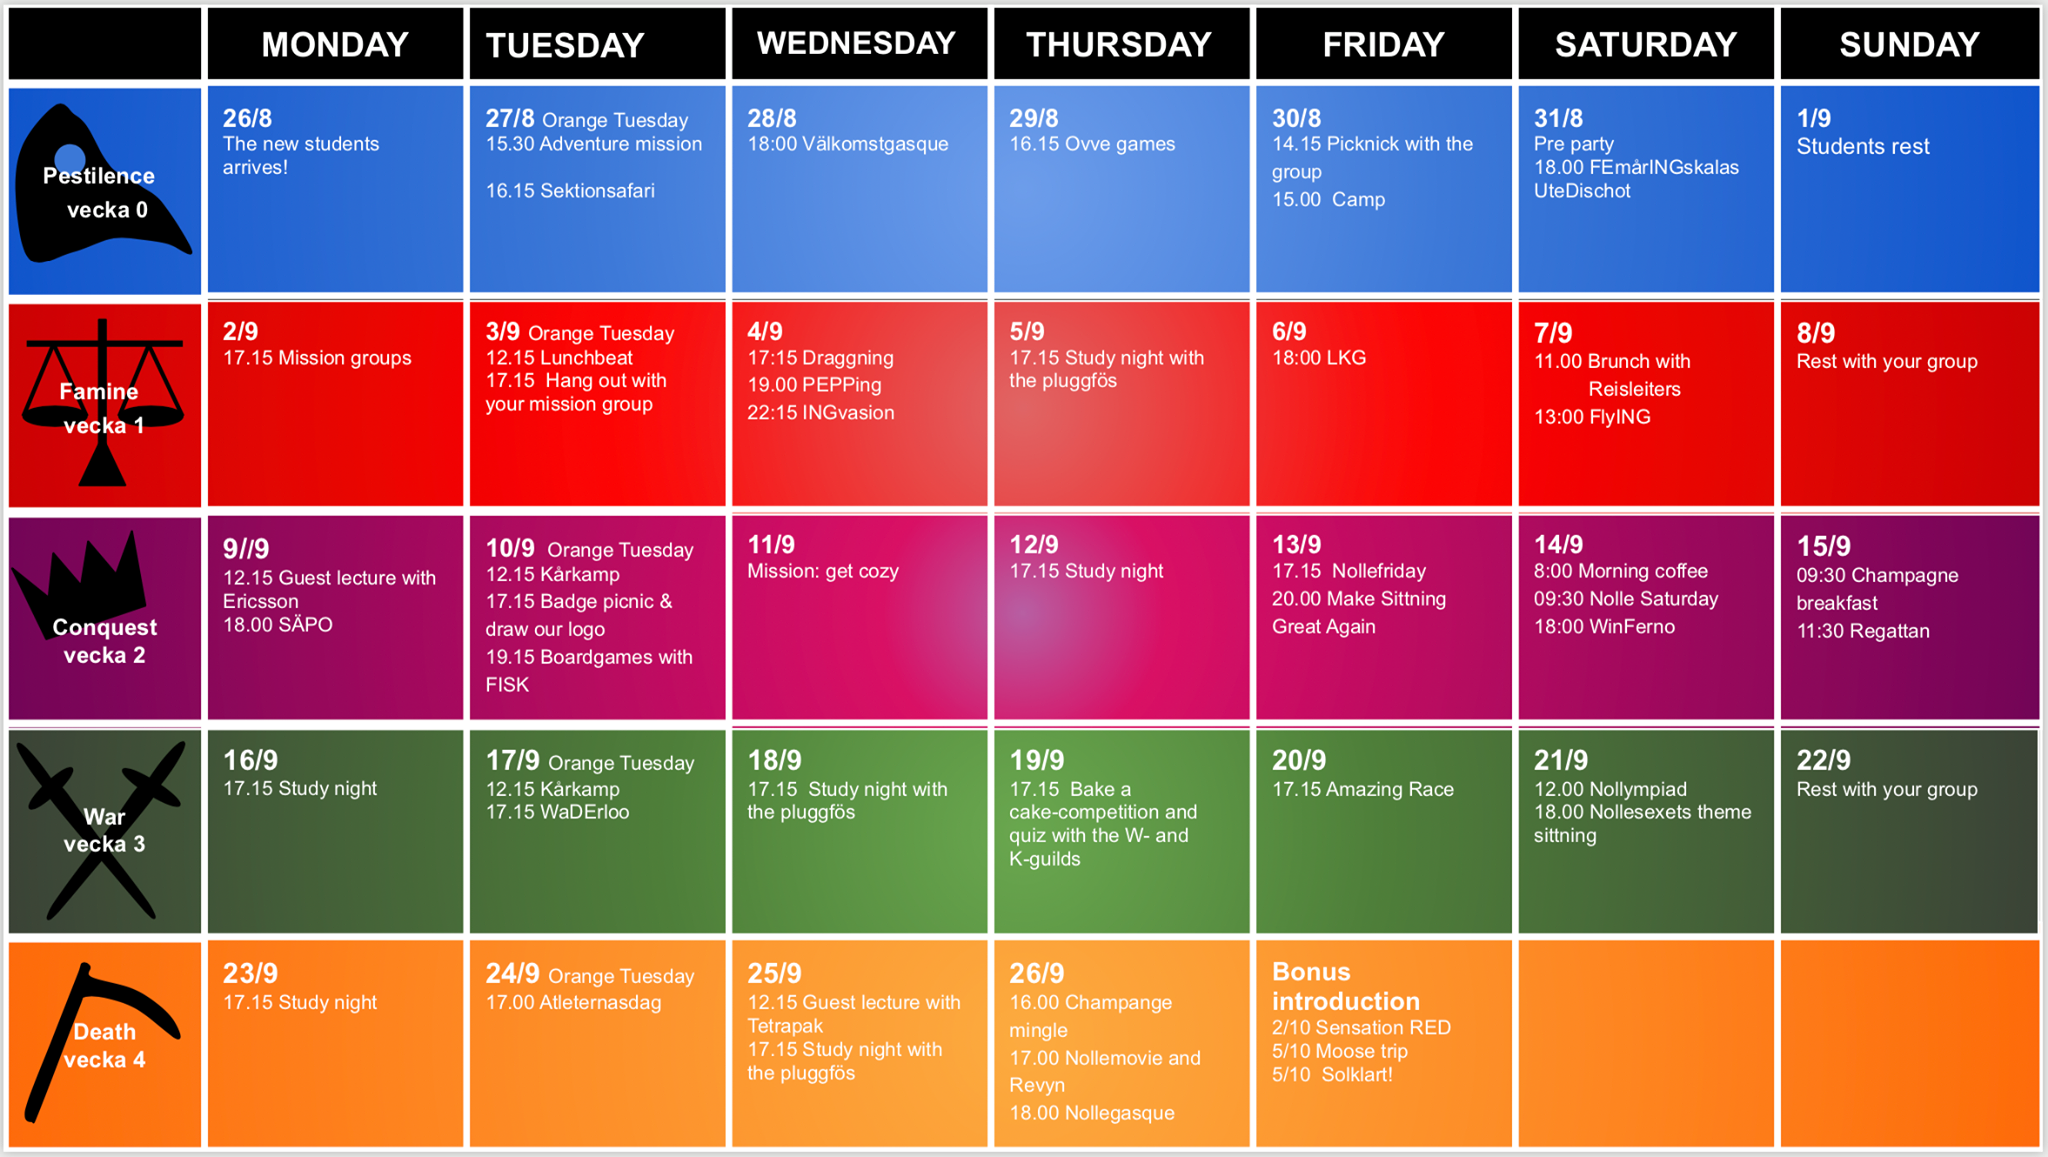 MONDAY
TUESDAY
WEDNESDAY
THURSDAY
FRIDAY
SATURDAY
SUNDAY
Pestilence
vecka 0
26/8
The new students
arrives!
27/8 Orange Tuesday
15.30 Adventure mission
16.15 Sektionsafari
28/8
18:00 Välkomstgasque
29/8
16.15 Ovve games
30/8
14.15 Picknick with the
group
15.00 Camp
31/8
Pre party
18.00 FEmårINGskalas
UteDischot
1/9
Students rest
Famine
vecka 1
2/9
17.15 Mission groups
3/9 Orange Tuesday
12.15 Lunchbeat
17.15 Hang out with
your mission group
4/9
17:15 Draggning
19.00 PEPPing
22:15 INGvasion
5/9
17.15 Study night with
the pluggfös
6/9
18:00 LKG
7/9
11.00 Brunch with
Reisleiters
13:00 FlyING
8/9
Rest with your group
Conquest
vecka 2
9//9
12.15 Guest lecture with
Ericsson
18.00 SÄPO
10/9 Orange Tuesday
12.15 Kårkamp
17.15 Badge picnic &
draw our logo
19.15 Boardgames with
FISK
11/9
Mission: get cozy
12/9
17.15 Study night
13/9
17.15 Nollefriday
20.00 Make Sittning
Great Again
14/9
8:00 Morning coffee
09:30 Nolle Saturday
18:00 WinFerno
15/9
09:30 Champagne
breakfast
11:30 Regattan
War
vecka 3
16/9
17.15 Study night
17/9 Orange Tuesday
12.15 Kårkamp
17.15 WaDErloo
18/9
17.15 Study night with
the pluggfös
19/9
17.15 Bake a
cake-competition and
quiz with the W- and
K-guilds
20/9
17.15 Amazing Race
21/9
12.00 Nollympiad
18.00 Nollesexets theme
sittning
22/9
Rest with your group
Death
vecka 4
23/9
17.15 Study night
24/9 Orange Tuesday
17.00 Atleternasdag
25/9
12.15 Guest lecture with
Tetrapak
17.15 Study night with
the pluggfös
26/9
16.00 Champange
mingle
17.00 Nollemovie and
Revyn
18.00 Nollegasque
Bonus
introduction
2/10 Sensation RED
5/10 Moose trip
5/10 Solklart!